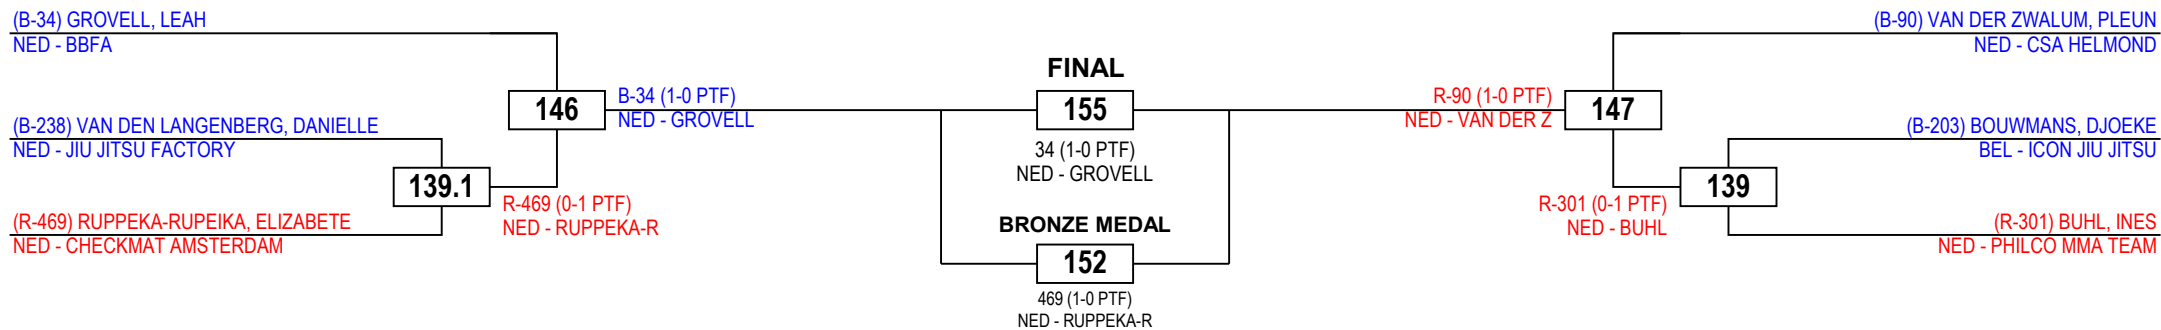 (B-34) GROVELL, LEAH
NED - BBFA
(B-238) VAN DEN LANGENBERG, DANIELLE
NED - JIU JITSU FACTORY
(R-469) RUPPEKA-RUPEIKA, ELIZABETE
NED - CHECKMAT AMSTERDAM
139.1
R-469 (0-1 PTF)
NED - RUPPEKA-R
146
B-34 (1-0 PTF)
NED - GROVELL
FINAL
155
34 (1-0 PTF)
NED - GROVELL
BRONZE MEDAL
152
469 (1-0 PTF)
NED - RUPPEKA-R
R-90 (1-0 PTF)
NED - VAN DER Z
147
R-301 (0-1 PTF)
NED - BUHL
139
(B-90) VAN DER ZWALUM, PLEUN
NED - CSA HELMOND
(B-203) BOUWMANS, DJOEKE
BEL - ICON JIU JITSU
(R-301) BUHL, INES
NED - PHILCO MMA TEAM